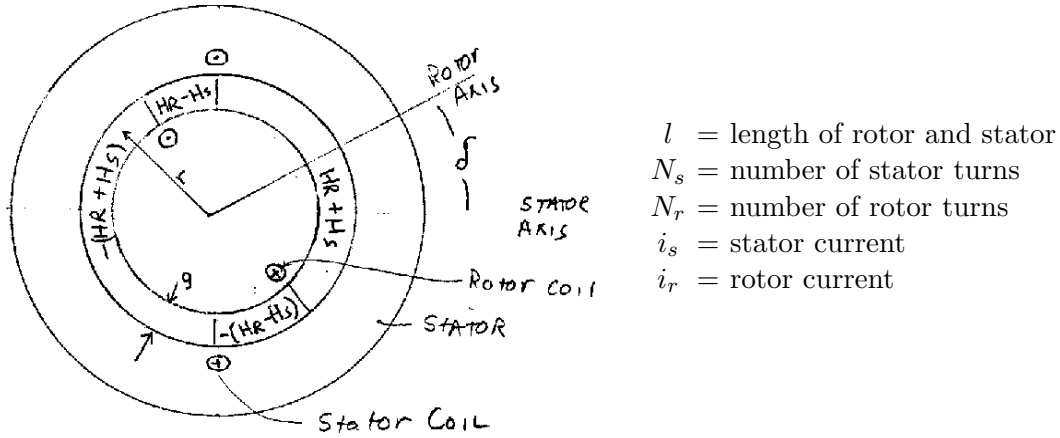 ROTOR
AXIS
HR-HS
δ
-(HR+HS)
r
HR+HS
STATOR
AXIS
g
ROTOR COIL
-(HR-HS)
STATOR
Stator COIL
l = length of rotor and stator
N_s = number of stator turns
N_r = number of rotor turns
i_s = stator current
i_r = rotor current